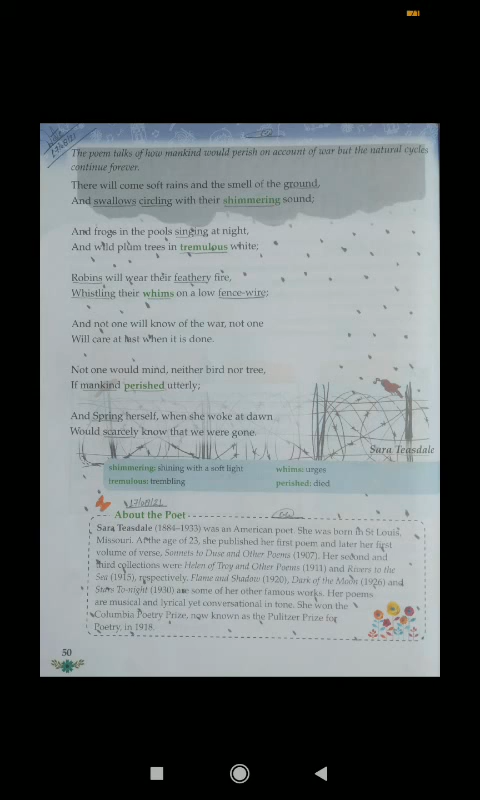 17/08/21
The poem talks of how mankind would perish on account of war but the natural cycles
continue forever.
There will come soft rains and the smell of the ground,
And swallows circling with their shimmering sound;
And frogs in the pools singing at night,
And wild plum trees in tremulous white;
Robins will wear their feathery fire,
Whistling their whims on a low fence-wire;
And not one will know of the war, not one
Will care at last when it is done.
Not one would mind, neither bird nor tree,
If mankind perished utterly;
And Spring herself, when she woke at dawn
Would scarcely know that we were gone.
Sara Teasdale
shimmering: shining with a soft light
whims: urges
tremulous: trembling
perished: died
17/08/21
About the Poet
Sara Teasdale (1884–1933) was an American poet. She was born in St Louis,
Missouri. At the age of 23, she published her first poem and later her first
volume of verse, Sonnets to Duse and Other Poems (1907). Her second and
third collections were Helen of Troy and Other Poems (1911) and Rivers to the
Sea (1915), respectively. Flame and Shadow (1920), Dark of the Moon (1926) and
Stars To-night (1930) are some of her other famous works. Her poems
are musical and lyrical yet conversational in tone. She won the
Columbia Poetry Prize, now known as the Pulitzer Prize for
Poetry, in 1918.
50